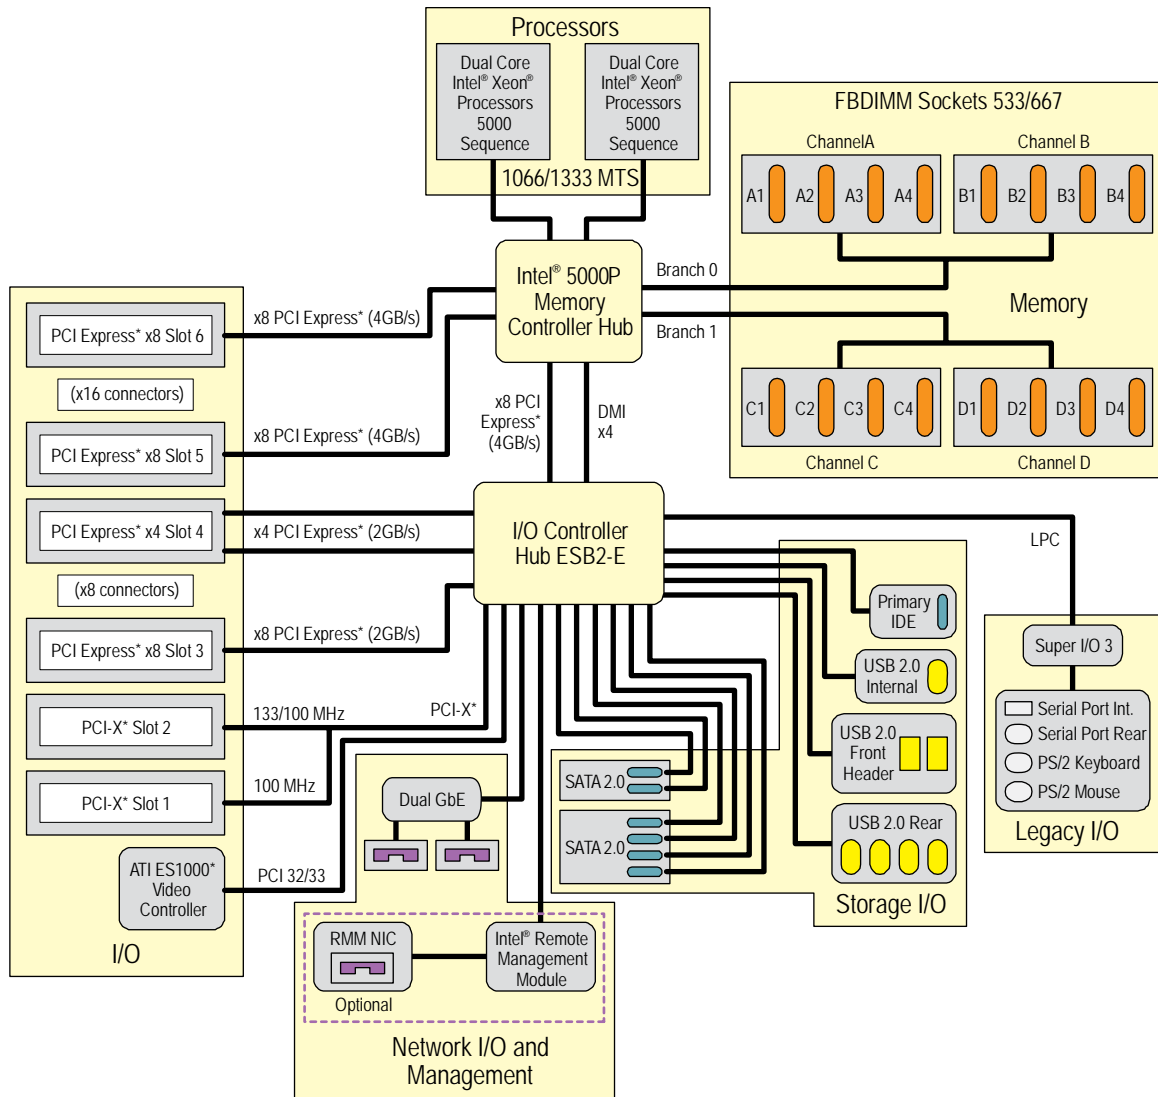 Processors
Dual Core
Intel® Xeon®
Processors
5000
Sequence
Dual Core
Intel® Xeon®
Processors
5000
Sequence
1066/1333 MTS
FBDIMM Sockets 533/667
ChannelA
Channel B
A1
A2
A3
A4
B1
B2
B3
B4
Intel® 5000P
Memory
Controller Hub
Branch 0
Branch 1
Memory
C1
C2
C3
C4
D1
D2
D3
D4
Channel C
Channel D
PCI Express* x8 Slot 6
x8 PCI Express* (4GB/s)
(x16 connectors)
PCI Express* x8 Slot 5
x8 PCI Express* (4GB/s)
x8 PCI
Express*
(4GB/s)
DMI
x4
PCI Express* x4 Slot 4
x4 PCI Express* (2GB/s)
(x8 connectors)
PCI Express* x8 Slot 3
x8 PCI Express* (2GB/s)
PCI-X* Slot 2
133/100 MHz
PCI-X*
PCI-X* Slot 1
100 MHz
ATI ES1000*
Video
Controller
PCI 32/33
I/O
I/O Controller
Hub ESB2-E
LPC
Primary
IDE
USB 2.0
Internal
USB 2.0
Front
Header
USB 2.0 Rear
SATA 2.0
SATA 2.0
Storage I/O
Super I/O 3
Serial Port Int.
Serial Port Rear
PS/2 Keyboard
PS/2 Mouse
Legacy I/O
Dual GbE
RMM NIC
Optional
Intel® Remote
Management
Module
Network I/O and
Management